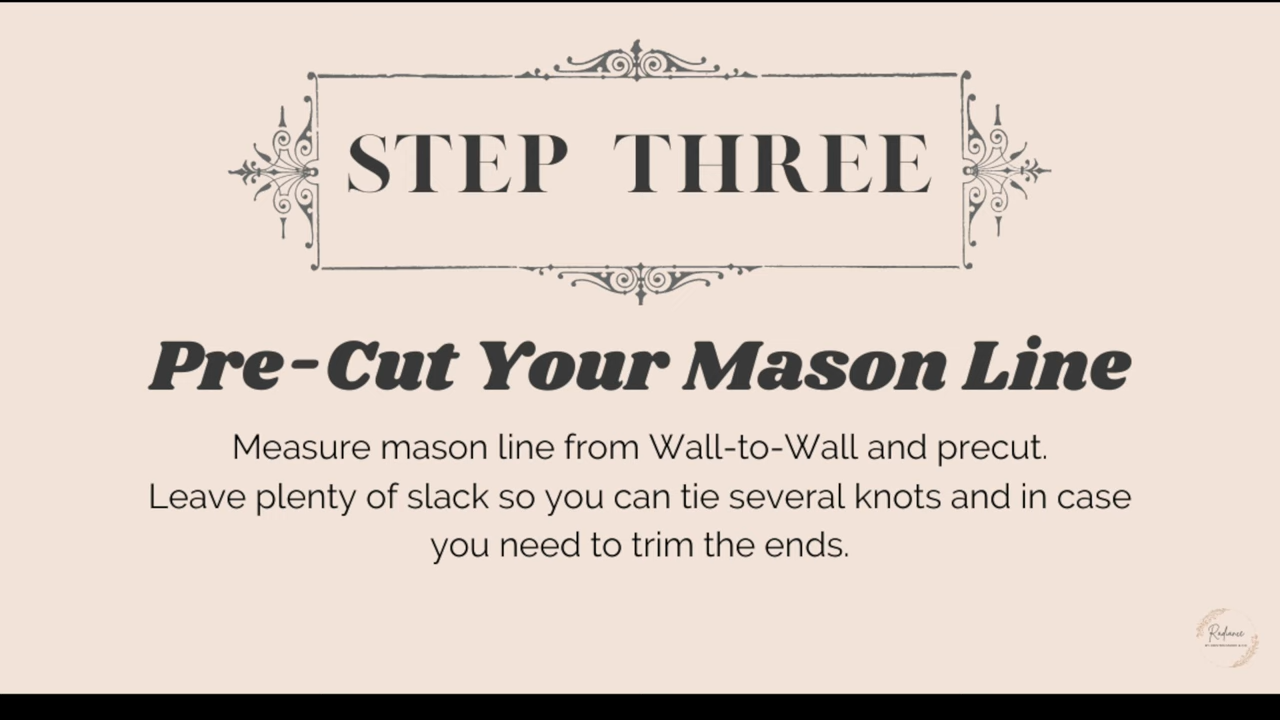 STEP THREE
Pre-Cut Your Mason Line
Measure mason line from Wall-to-Wall and precut.
Leave plenty of slack so you can tie several knots and in case
you need to trim the ends.
Radiance